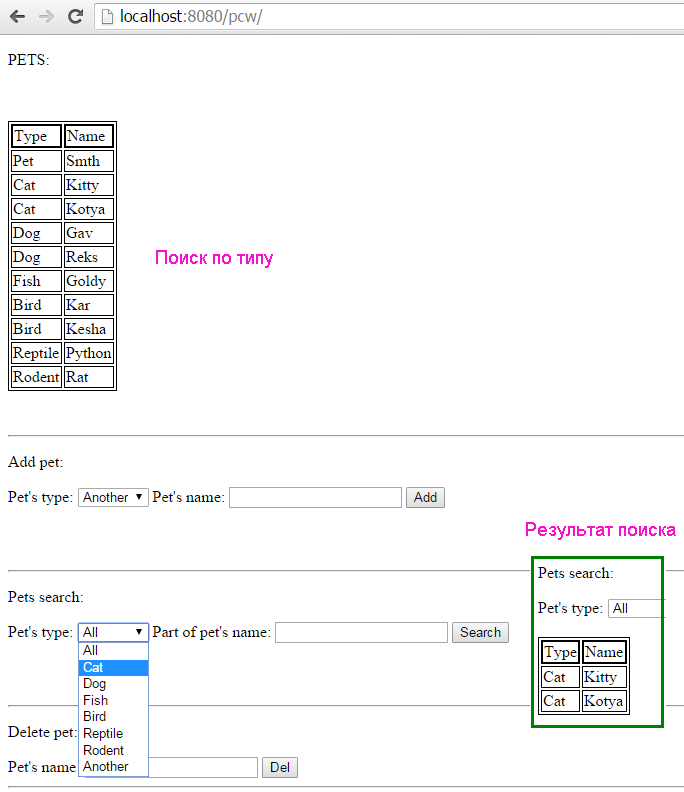 localhost:8080/pcw/
PETS:
Type Name
Pet Smth
Cat Kitty
Cat Kotya
Dog Gav
Dog Reks
Поиск по типу
Fish Goldy
Bird Kar
Bird Kesha
Reptile Python
Rodent Rat
Add pet:
Pet's type: Another Pet's name: Add
Результат поиска
Pets search:
Pet's type: All
Type Name
Cat Kitty
Cat Kotya
Pets search:
Pet's type: All Part of pet's name: Search
All
Cat
Dog
Fish
Bird
Reptile
Rodent
Another
Delete pet:
Pet's name Del